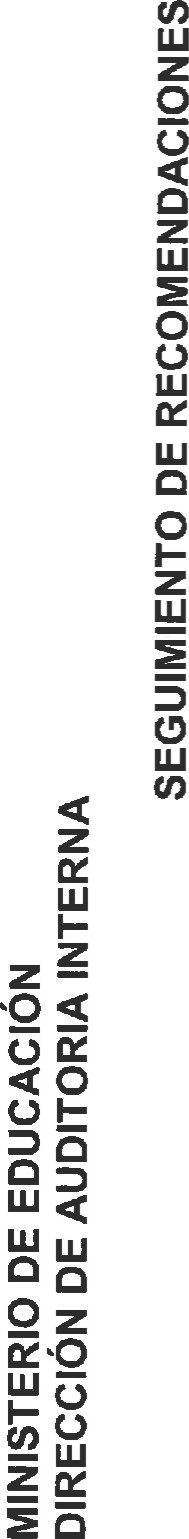 MINISTERIO DE EDUCACIÓN
DIRECCIÓN DE AUDITORIA INTERNA
SEGUIMIENTO DE RECOMENDACIONES